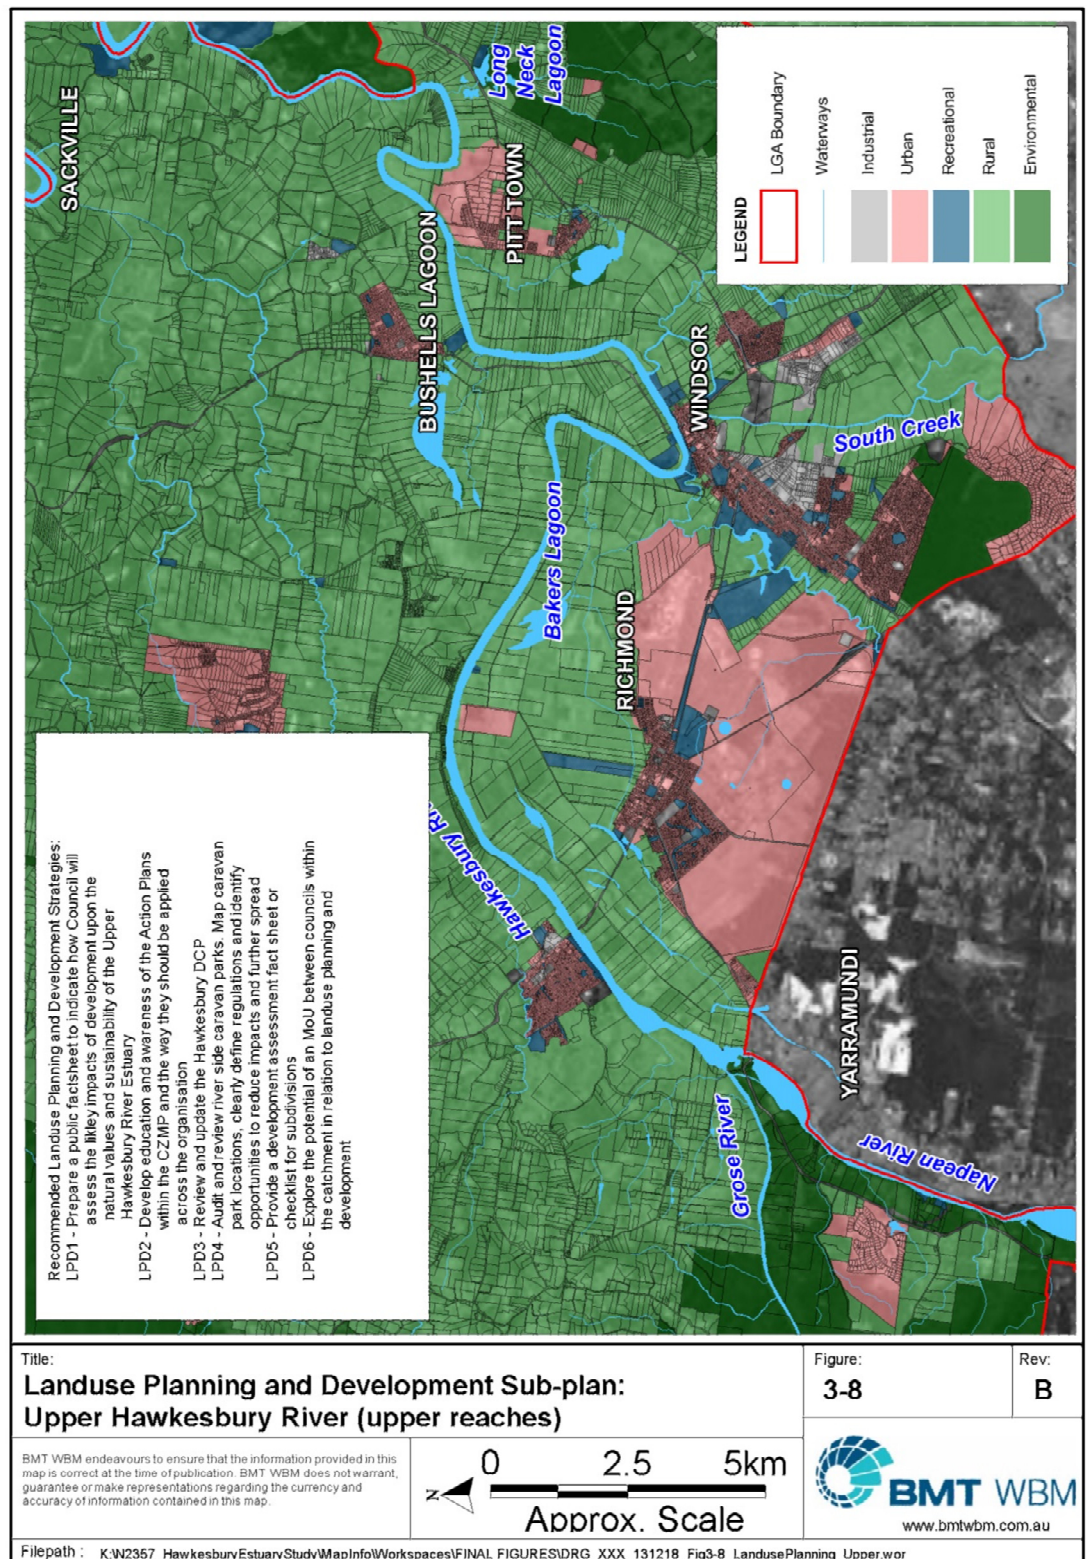 SACKVILLE
Long
Neck
Lagoon
PITT TOWN
BUSHELLS LAGOON
WINDSOR
South Creek
Bakers Lagoon
RICHMOND
Hawkesbury Riv
YARRAMUNDI
Grose River
Napean River
LEGEND
LGA Boundary
Waterways
Industrial
Urban
Recreational
Rural
Environmental
Recommended Landuse Planning and Development Strategies:
LPD1 - Prepare a public factsheet to indicate how Council will
assess the likley impacts of development upon the
natural values and sustainability of the Upper
Hawkesbury River Estuary
LPD2 - Develop education and awareness of the Action Plans
within the CZMP and the way they should be applied
across the organisation
LPD3 - Review and update the Hawkesbury DCP
LPD4 - Audit and review river side caravan parks. Map caravan
park locations, clearly define regulations and identify
opportunities to reduce impacts and further spread
LPD5 - Provide a development assessment fact sheet or
checklist for subdivisions
LPD6 - Explore the potential of an MoU between councils within
the catchment in relation to landuse planning and
development
Title:
Landuse Planning and Development Sub-plan:
Upper Hawkesbury River (upper reaches)
Figure:
3-8
Rev:
B
BMT WBM endeavours to ensure that the information provided in this
map is correct at the time of publication. BMT WBM does not warrant,
guarantee or make representations regarding the currency and
accuracy of information contained in this map.
N
0 2.5 5km
Approx. Scale
BMT WBM
www.bmtwbm.com.au
Filepath : K:\N2357_HawkesburyEstuaryStudy\MapInfo\Workspaces\FINAL FIGURES\DRG_XXX_131218_Fig3-8_LandusePlanning_Upper.wor